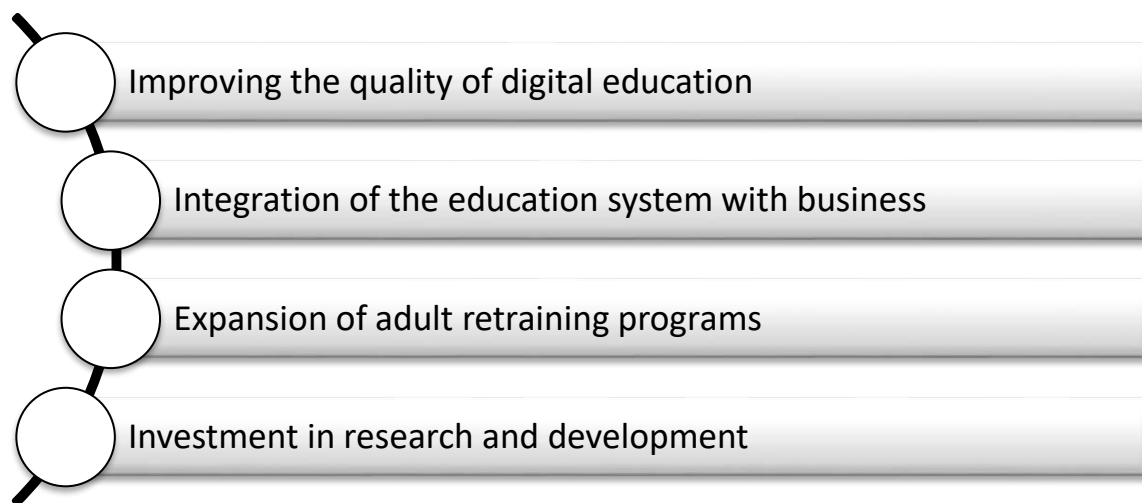 Improving the quality of digital education
Integration of the education system with business
Expansion of adult retraining programs
Investment in research and development